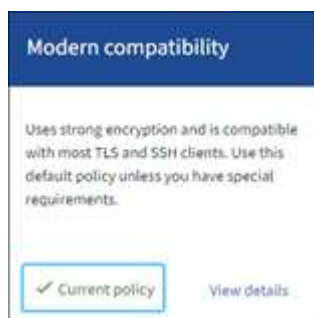 Modern compatibility
Uses strong encryption and is compatible
with most TLS and SSH clients. Use this
default policy unless you have special
requirements.
✓ Current policy
View details